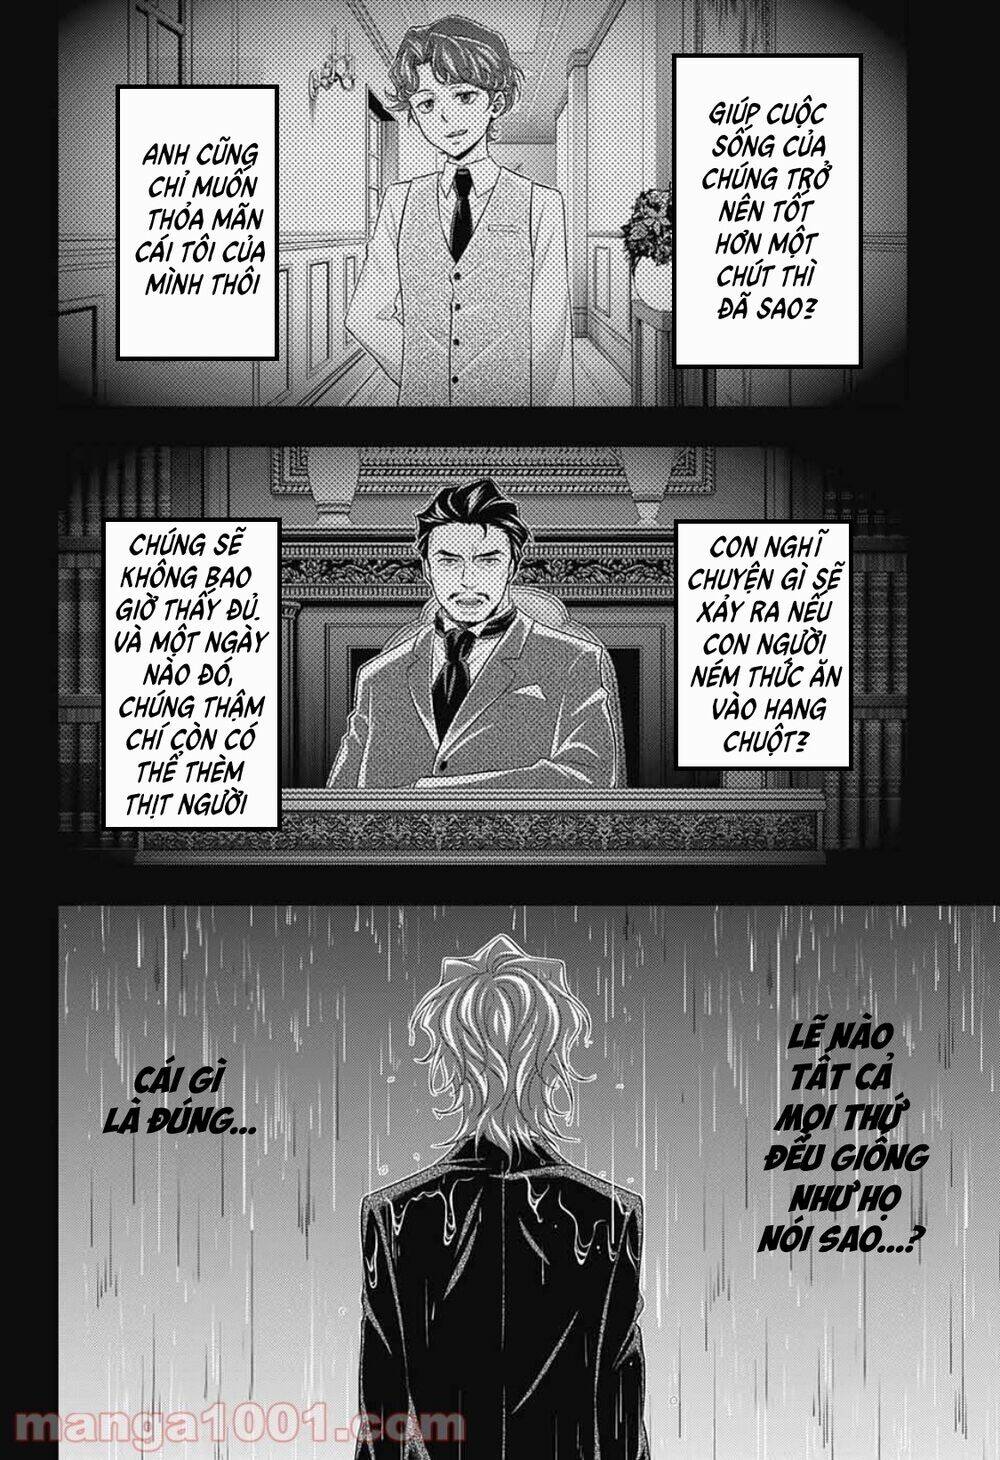 GIÚP CUỘC
SỐNG CỦA
CHÚNG TRỞ
NÊN TỐT
HƠN MỘT
CHÚT THÌ
ĐÃ SAO?
ANH CŨNG
CHỈ MUỐN
THỎA MÃN
CÁI TÔI CỦA
MÌNH THÔI
CON NGHĨ
CHUYỆN GÌ SẼ
XẢY RA NẾU
CON NGƯỜI
NÉM THỨC ĂN
VÀO HANG
CHUỘT?
CHÚNG SẼ
KHÔNG BAO
GIỜ THẤY ĐỦ.
VÀ MỘT NGÀY
NÀO ĐÓ,
CHÚNG THẬM
CHÍ CÒN CÓ
THỂ THÈM
THỊT NGƯỜI
LẼ NÀO
TẤT CẢ
MỌI THỨ
ĐỀU GIỐNG
NHƯ HỌ
NÓI SAO...?
CÁI GÌ
LÀ ĐÚNG...
manga1001.com